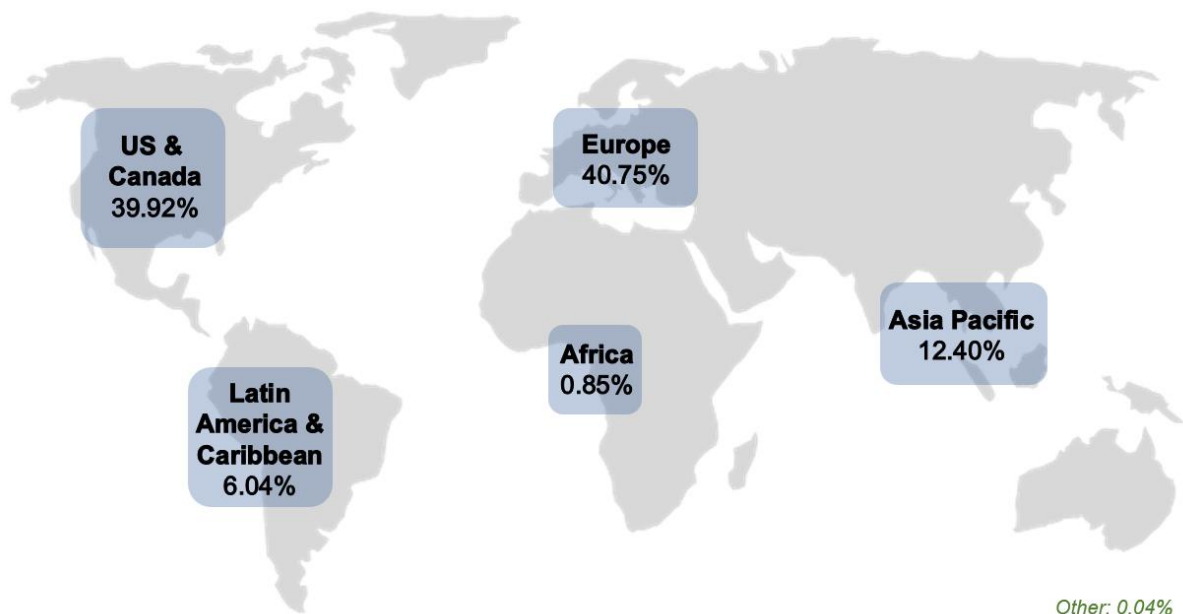 US &
Canada
39.92%
Europe
40.75%
Asia Pacific
12.40%
Africa
0.85%
Latin
America &
Caribbean
6.04%
Other: 0.04%